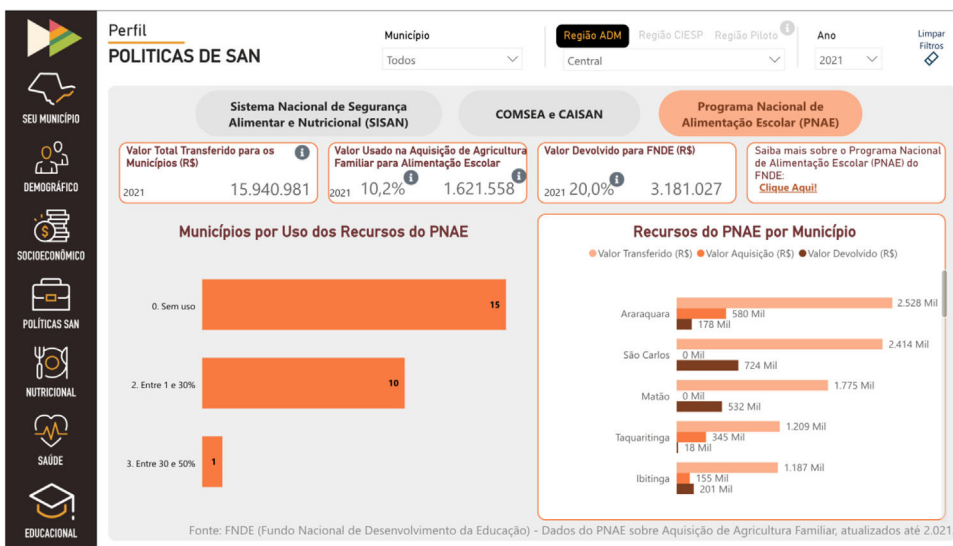 Perfil
POLITICAS DE SAN
Município
Todos
Região ADM
Região CIESP
Região Piloto
Central
Ano
2021
Limpar
Filtros
SEU MUNICÍPIO
DEMOGRÁFICO
SOCIOECONÔMICO
POLÍTICAS SAN
NUTRICIONAL
SAÚDE
EDUCACIONAL
Sistema Nacional de Segurança
Alimentar e Nutricional (SISAN)
COMSEA e CAISAN
Programa Nacional de
Alimentação Escolar (PNAE)
Valor Total Transferido para os
Municípios (R$)
2021 15.940.981
Valor Usado na Aquisição de Agricultura
Familiar para Alimentação Escolar
2021 10,2% 1.621.558
Valor Devolvido para FNDE (R$)
2021 20,0% 3.181.027
Saiba mais sobre o Programa Nacional
de Alimentação Escolar (PNAE) do
FNDE:
Clique Aqui!
Municípios por Uso dos Recursos do PNAE
0. Sem uso 15
2. Entre 1 e 30% 10
3. Entre 30 e 50% 1
Recursos do PNAE por Município
Valor Transferido (R$) Valor Aquisição (R$) Valor Devolvido (R$)
Araraquara
2.528 Mil
580 Mil
178 Mil
São Carlos
2.414 Mil
0 Mil
724 Mil
Matão
1.775 Mil
0 Mil
532 Mil
Taquaritinga
1.209 Mil
345 Mil
18 Mil
Ibitinga
1.187 Mil
155 Mil
201 Mil
Fonte: FNDE (Fundo Nacional de Desenvolvimento da Educação) - Dados do PNAE sobre Aquisição de Agricultura Familiar, atualizados até 2.021